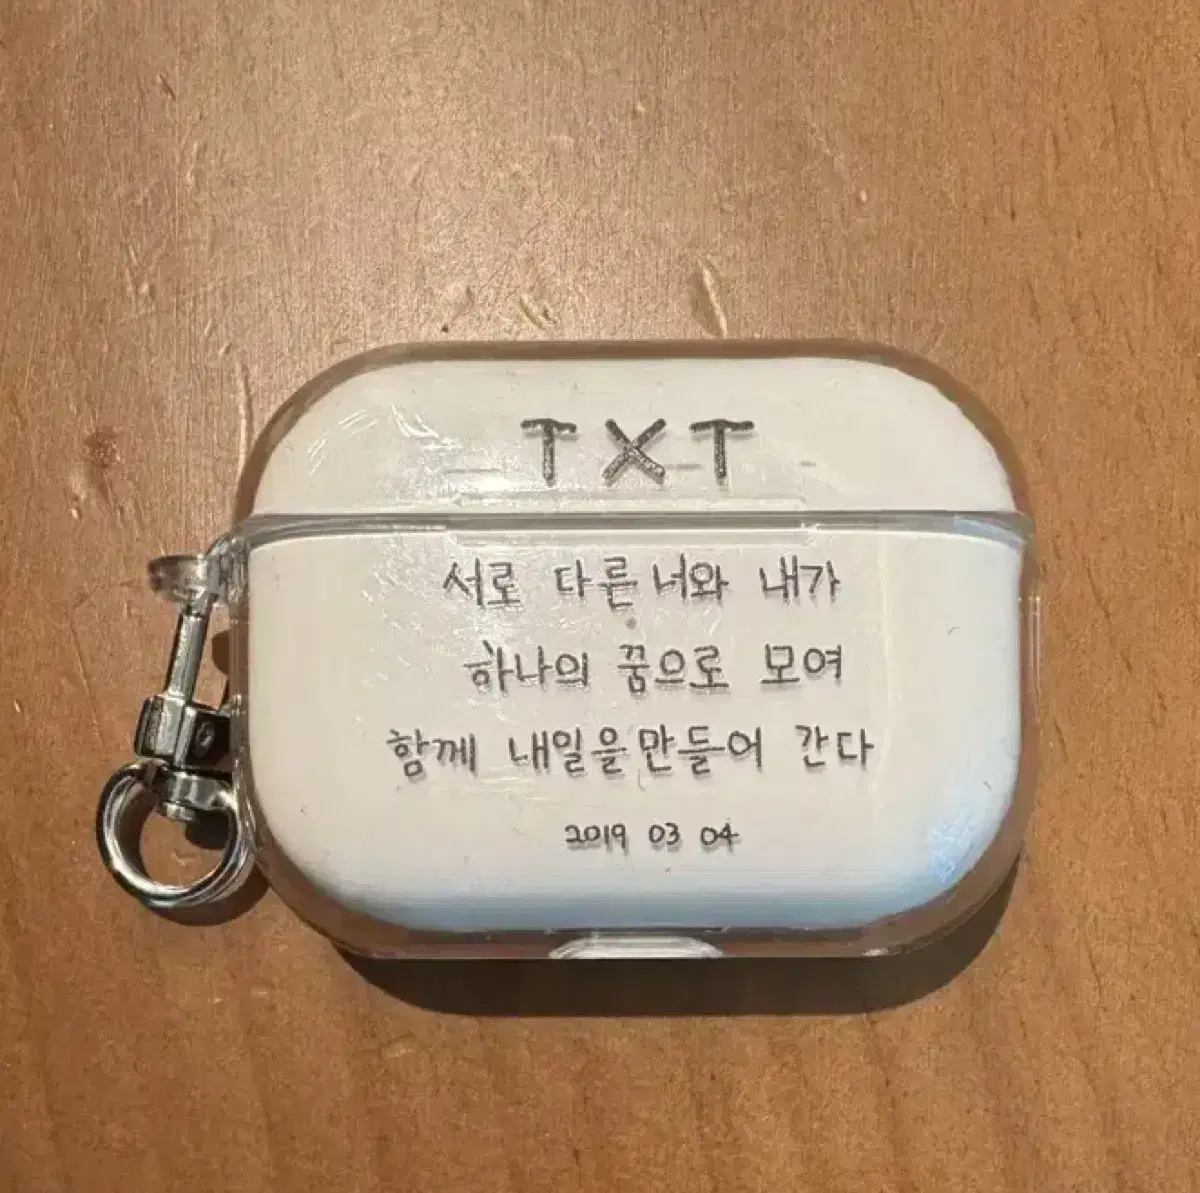 TXT
서로 다른 너와 내가
하나의 꿈으로 모여
함께 내일을 만들어 간다
2019 03 04